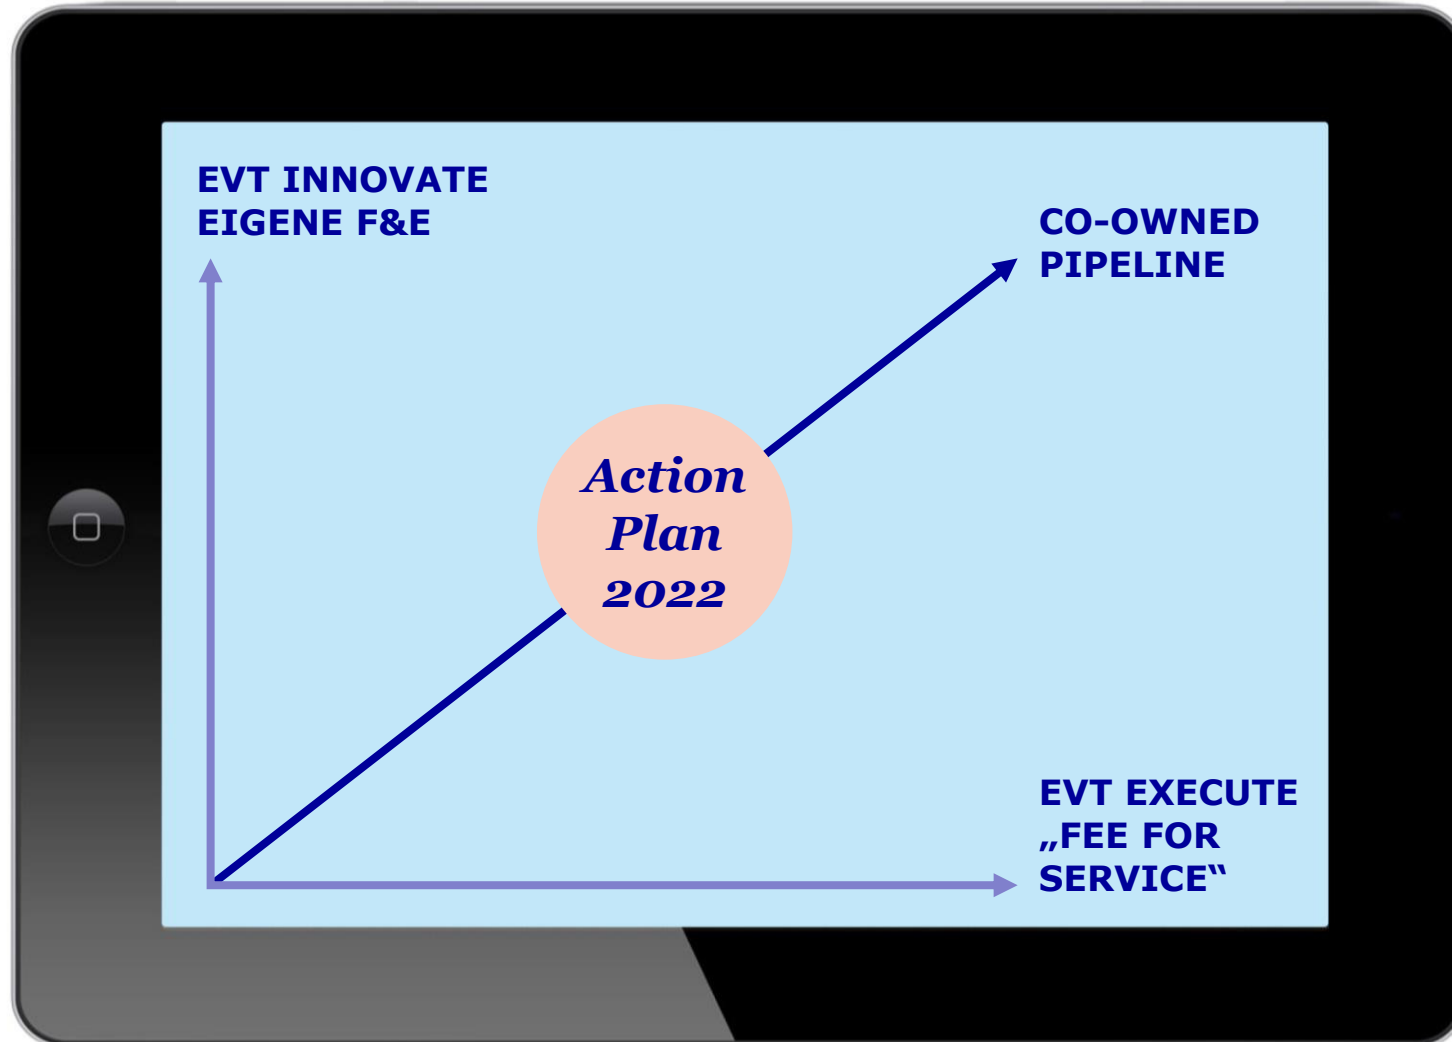 EVT INNOVATE
EIGENE F&E
CO-OWNED
PIPELINE
Action
Plan
2022
EVT EXECUTE
„FEE FOR
SERVICE“